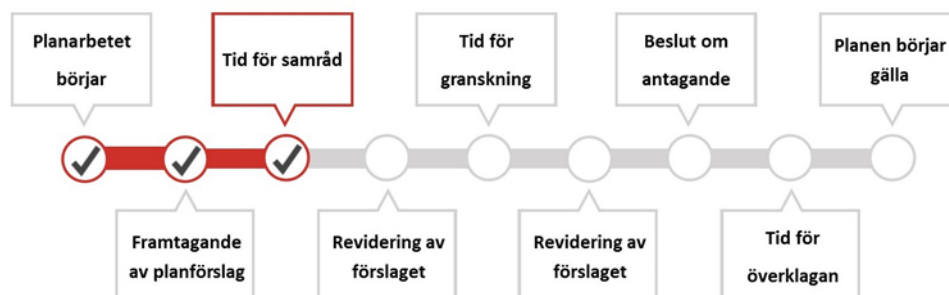 Planarbetet
börjar
Tid för samråd
Tid för
granskning
Beslut om
antagande
Planen börjar
gälla
Framtagande
av planförslag
Revidering av
förslaget
Revidering av
förslaget
Tid för
överklagan